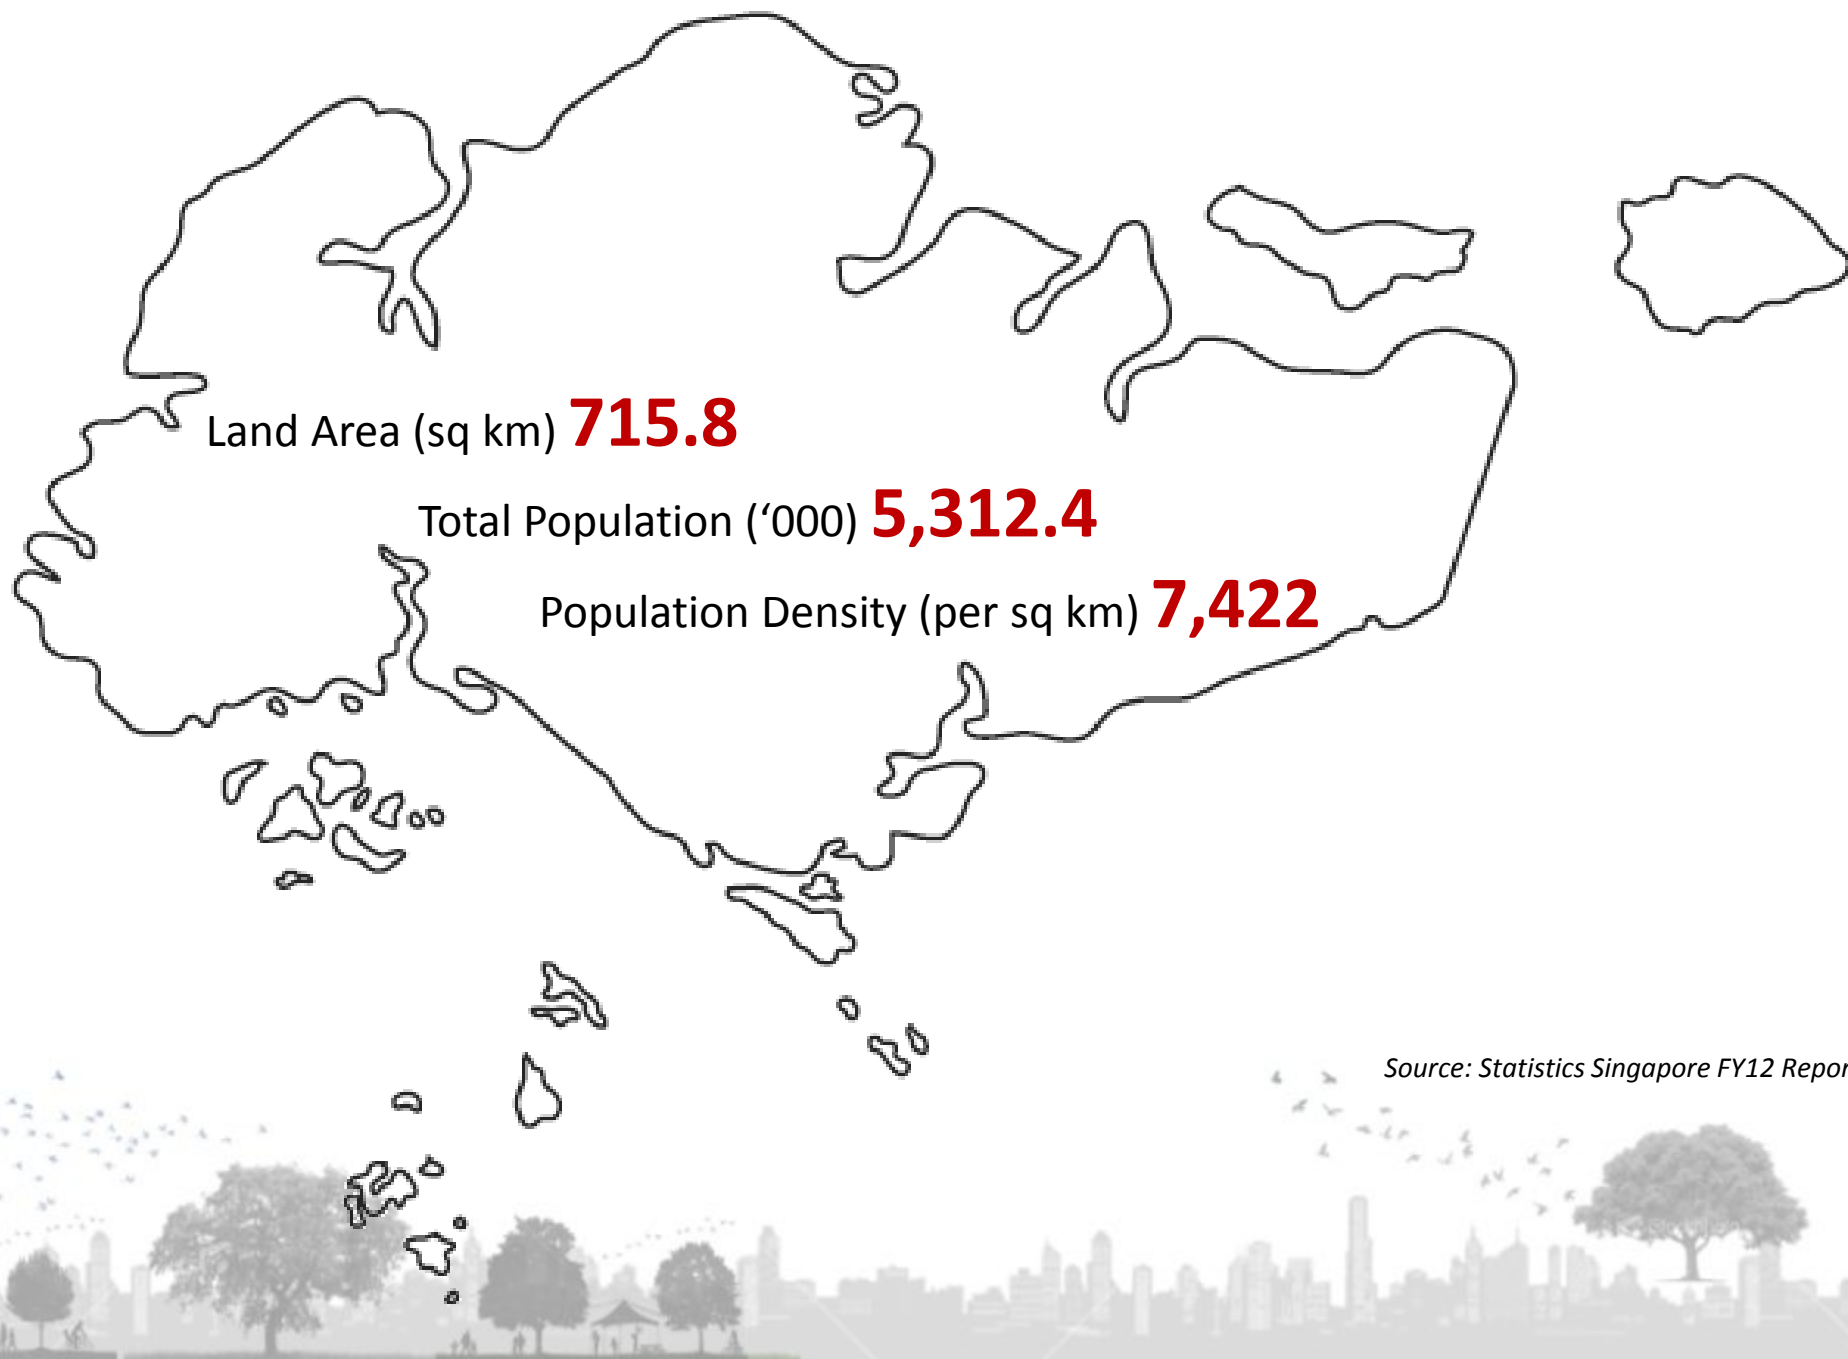 Land Area (sq km) 715.8
Total Population (‘000) 5,312.4
Population Density (per sq km) 7,422
Source: Statistics Singapore FY12 Repor